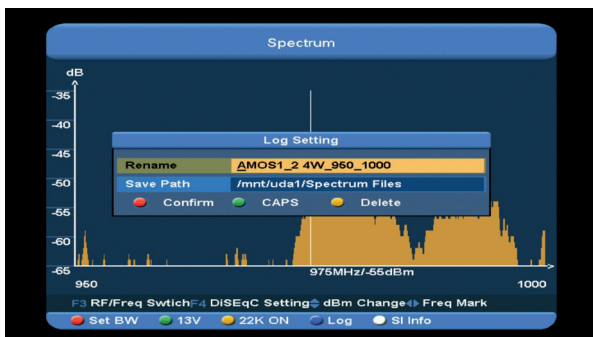 Spectrum
dB
-35
-40
Log Setting
-45
Rename AMOS1_2 4W_950_1000
Save Path /mnt/uda1/Spectrum Files
-50
Confirm CAPS Delete
-55
-60
-65
975MHz/-55dBm
950 1000
F3 RF/Freq Swtich F4 DiSEqC Setting dBm Change Freq Mark
Set BW 13V 22K ON Log SI Info